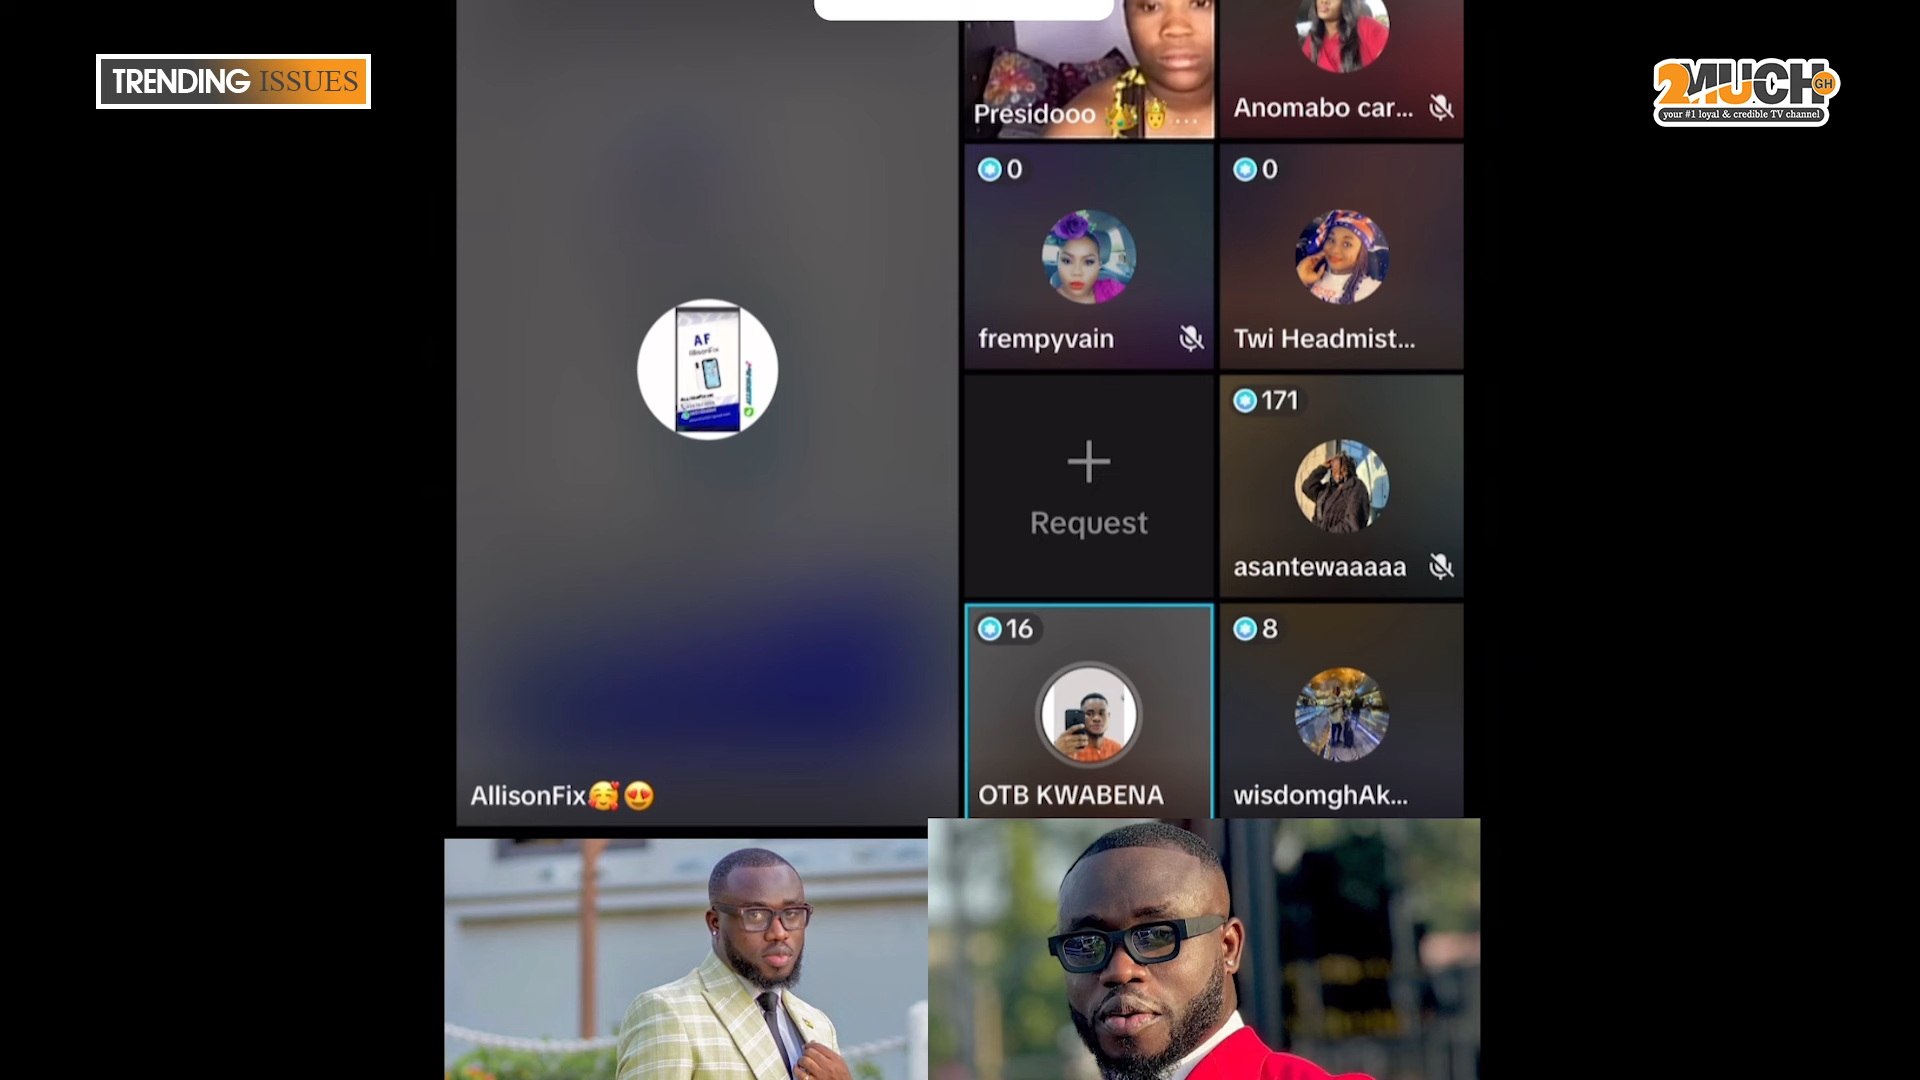 TRENDING ISSUES
2MUCH GH
your #1 loyal & credible TV channel
Presidooo ....
Anomabo car...
0
frempyvain
0
Twi Headmist...
AF
Request
171
asantewaaaaa
AllisonFix🥰😍
16
OTB KWABENA
8
wisdomghAk...